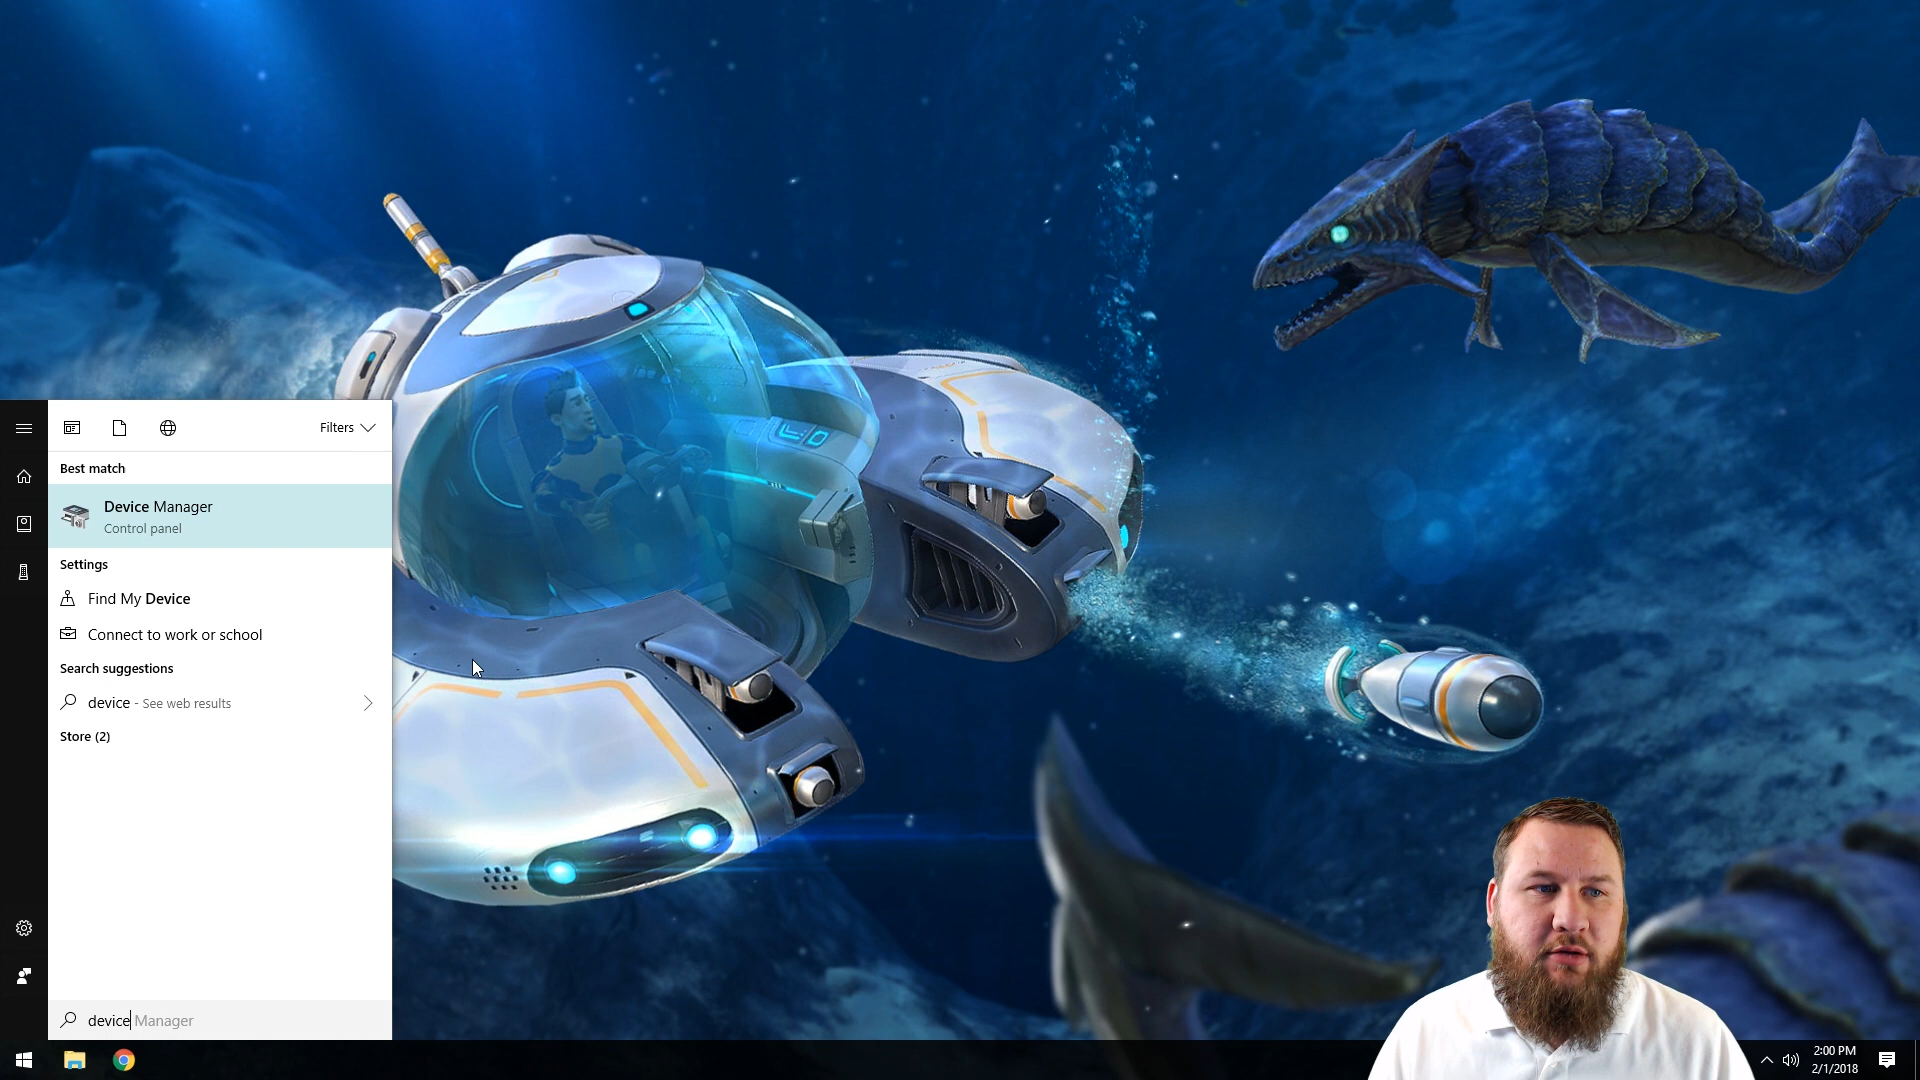 Filters
Best match
Device Manager
Control panel
Settings
Find My Device
Connect to work or school
Search suggestions
device - See web results
Store (2)
device Manager
2:00 PM
2/1/2018